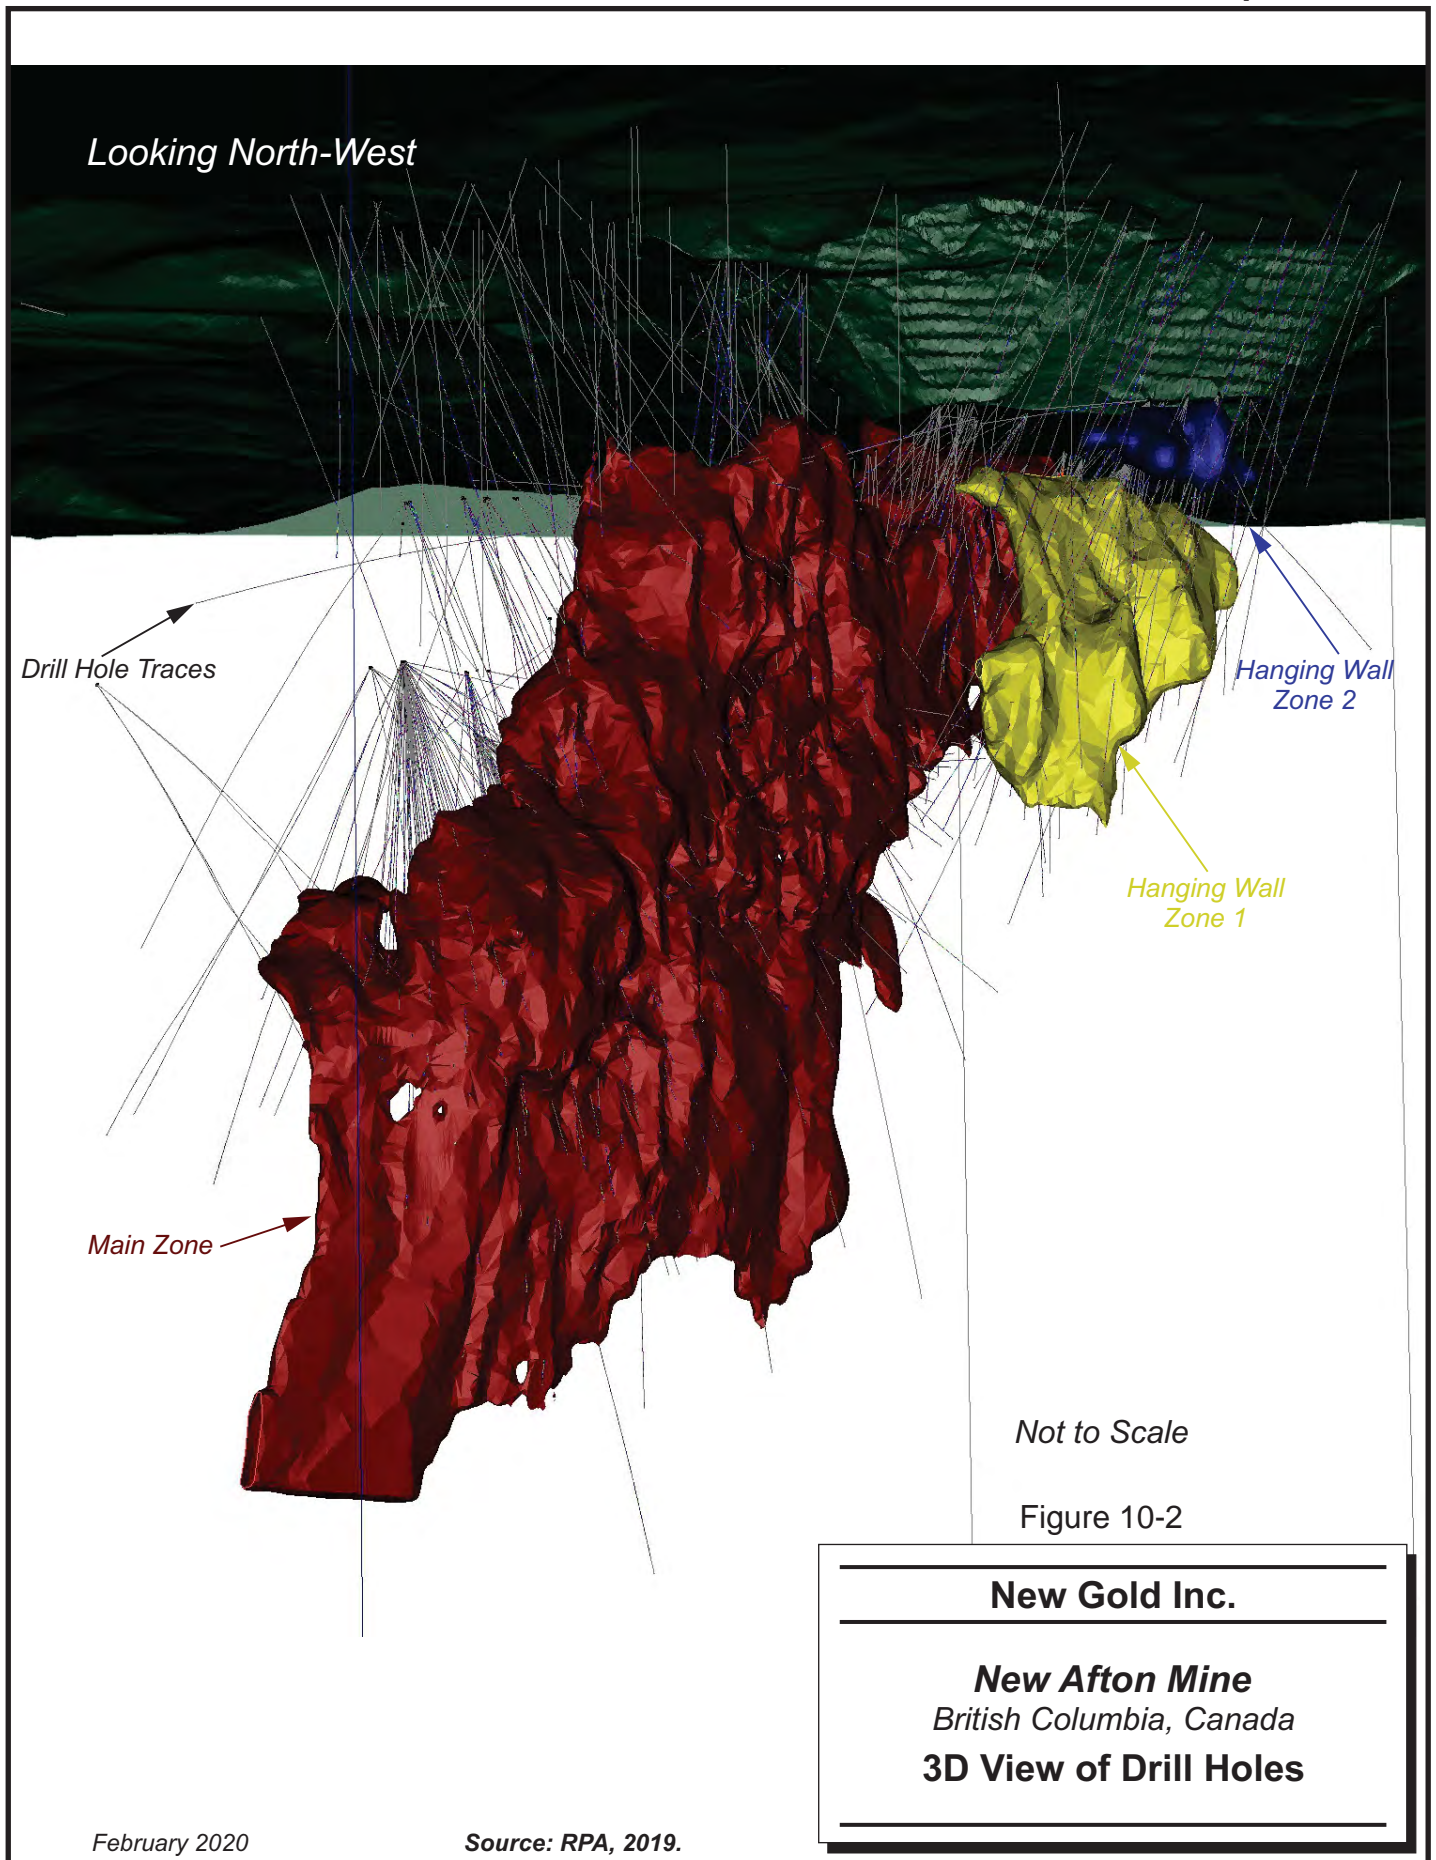 Looking North-West
Drill Hole Traces
Hanging Wall
Zone 2
Hanging Wall
Zone 1
Main Zone
Not to Scale
Figure 10-2
New Gold Inc.
New Afton Mine
British Columbia, Canada
3D View of Drill Holes
February 2020
Source: RPA, 2019.